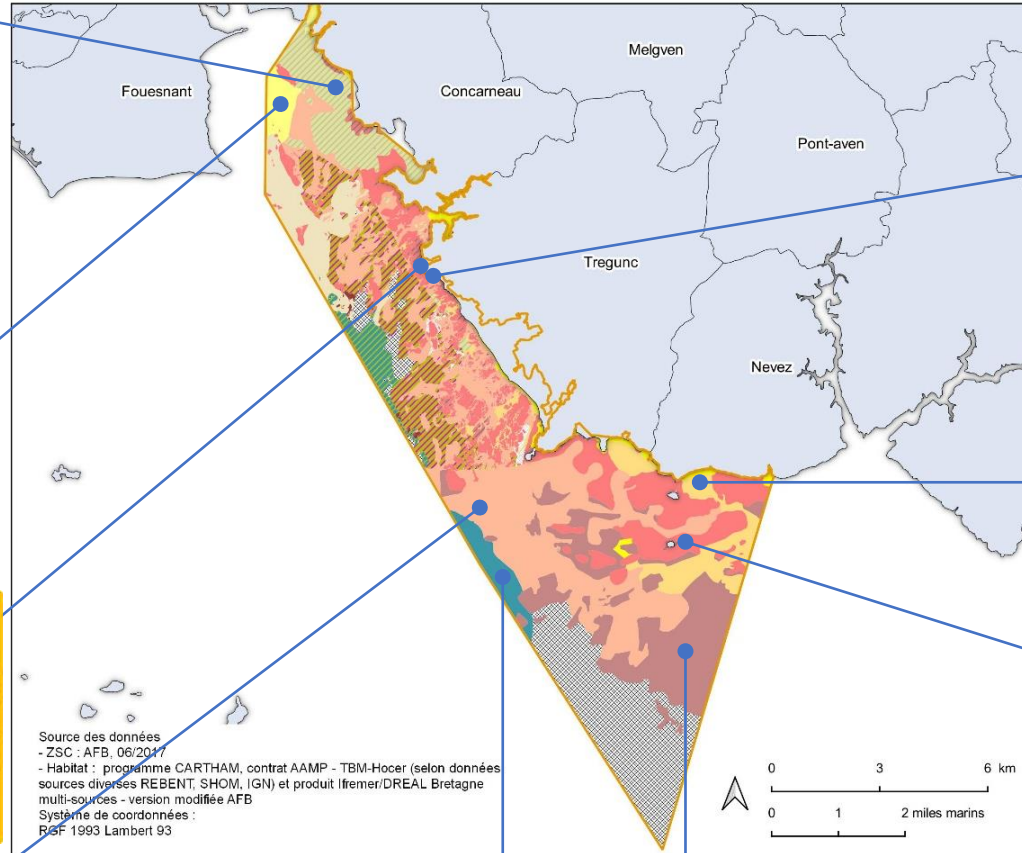 Melgven
Fouesnant
Concarneau
Pont-aven
Tregunc
Nevez
Source des données
- ZSC : AFB, 06/2017
- Habitat : programme CARTHAM, contrat AAMP - TBM-Hocer (selon données
sources diverses REBENT, SHOM, IGN) et produit Ifremer/DREAL Bretagne
multi-sources - version modifiée AFB
Système de coordonnées :
RGF 1993 Lambert 93
0 3 6 km
0 1 2 miles marins